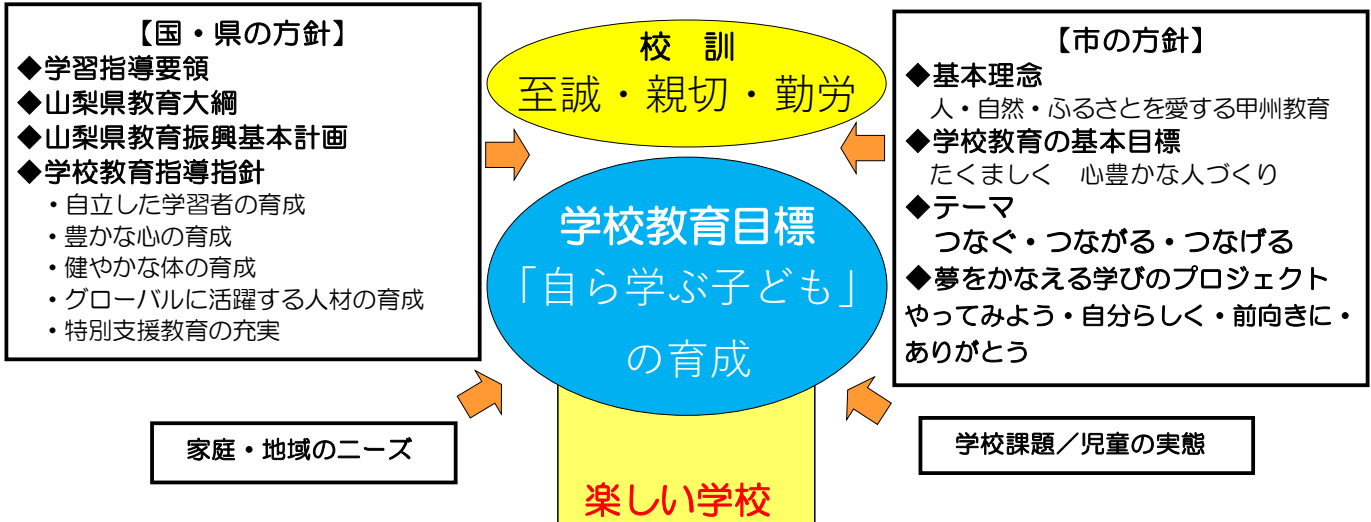 【国・県の方針】
◆学習指導要領
◆山梨県教育大綱
◆山梨県教育振興基本計画
◆学校教育指導指針
・自立した学習者の育成
・豊かな心の育成
・健やかな体の育成
・グローバルに活躍する人材の育成
・特別支援教育の充実
校　訓
至誠・親切・勤労
【市の方針】
◆基本理念
人・自然・ふるさとを愛する甲州教育
◆学校教育の基本目標
たくましく　心豊かな人づくり
◆テーマ
つなぐ・つながる・つなげる
◆夢をかなえる学びのプロジェクト
やってみよう・自分らしく・前向きに・
ありがとう
学校教育目標
「自ら学ぶ子ども」
の育成
家庭・地域のニーズ
学校課題／児童の実態
楽しい学校